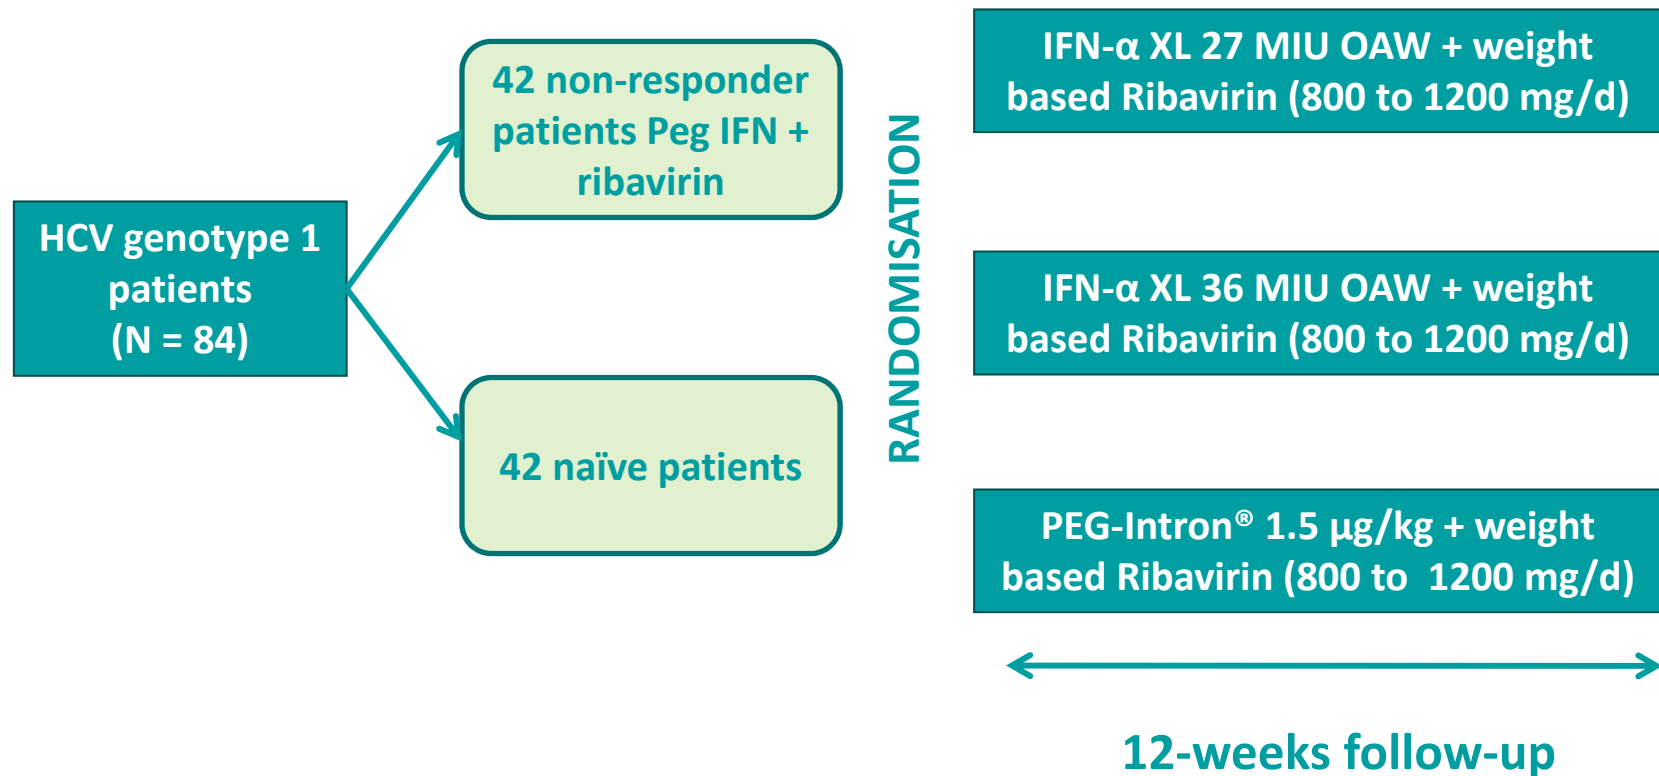 HCV genotype 1
patients
(N = 84)
42 non-responder
patients Peg IFN +
ribavirin
42 naïve patients
RANDOMISATION
IFN-α XL 27 MIU OAW + weight
based Ribavirin (800 to 1200 mg/d)
IFN-α XL 36 MIU OAW + weight
based Ribavirin (800 to 1200 mg/d)
PEG-Intron® 1.5 µg/kg + weight
based Ribavirin (800 to  1200 mg/d)
12-weeks follow-up